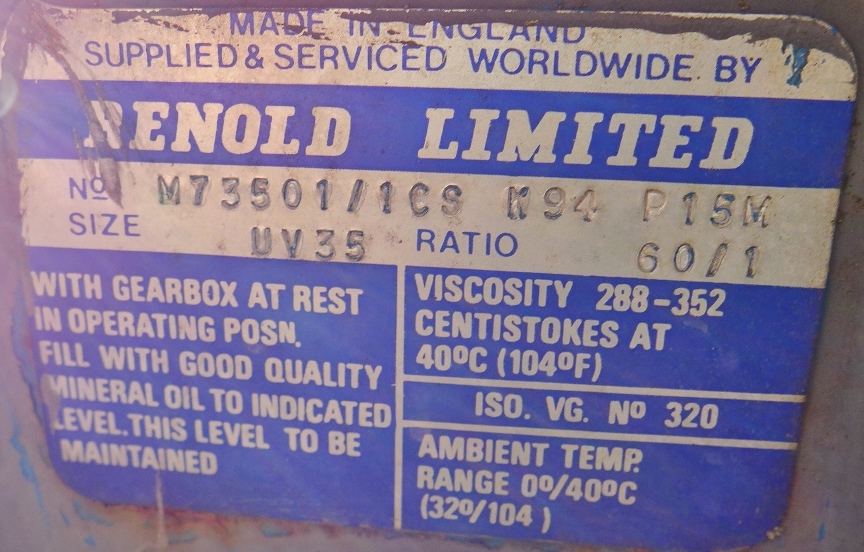 MADE IN ENGLAND
SUPPLIED & SERVICED WORLDWIDE BY
RENOLD LIMITED
Nº M73501/1CS K94 P15M
SIZE UV35 RATIO 60/1
WITH GEARBOX AT REST
IN OPERATING POSN.
FILL WITH GOOD QUALITY
MINERAL OIL TO INDICATED
LEVEL. THIS LEVEL TO BE
MAINTAINED
VISCOSITY 288-352
CENTISTOKES AT
40ºC (104ºF)
ISO. VG. Nº 320
AMBIENT TEMP.
RANGE 0º/40ºC
(32º/104 )